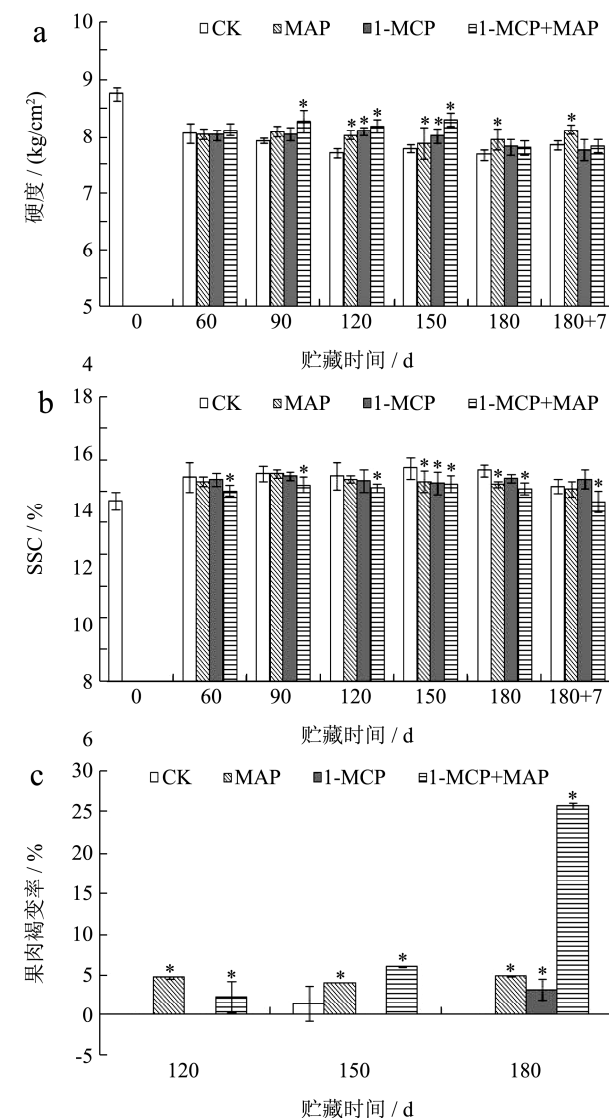 a
□CK ▧MAP ■1-MCP ▤1-MCP+MAP
10
9
8
7
6
5
硬度 / (kg/cm²)
* * * * * * * * *
0 60 90 120 150 180 180+7
贮藏时间 / d
4
b
□CK ▧MAP ■1-MCP ▤1-MCP+MAP
18
16
14
12
10
8
SSC / %
* * * * * * * * *
0 60 90 120 150 180 180+7
贮藏时间 / d
6
c
□CK ▧MAP ■1-MCP ▤1-MCP+MAP
30
25
20
15
10
5
0
-5
果肉褐变率 / %
* * * * * * *
120 150 180
贮藏时间 / d